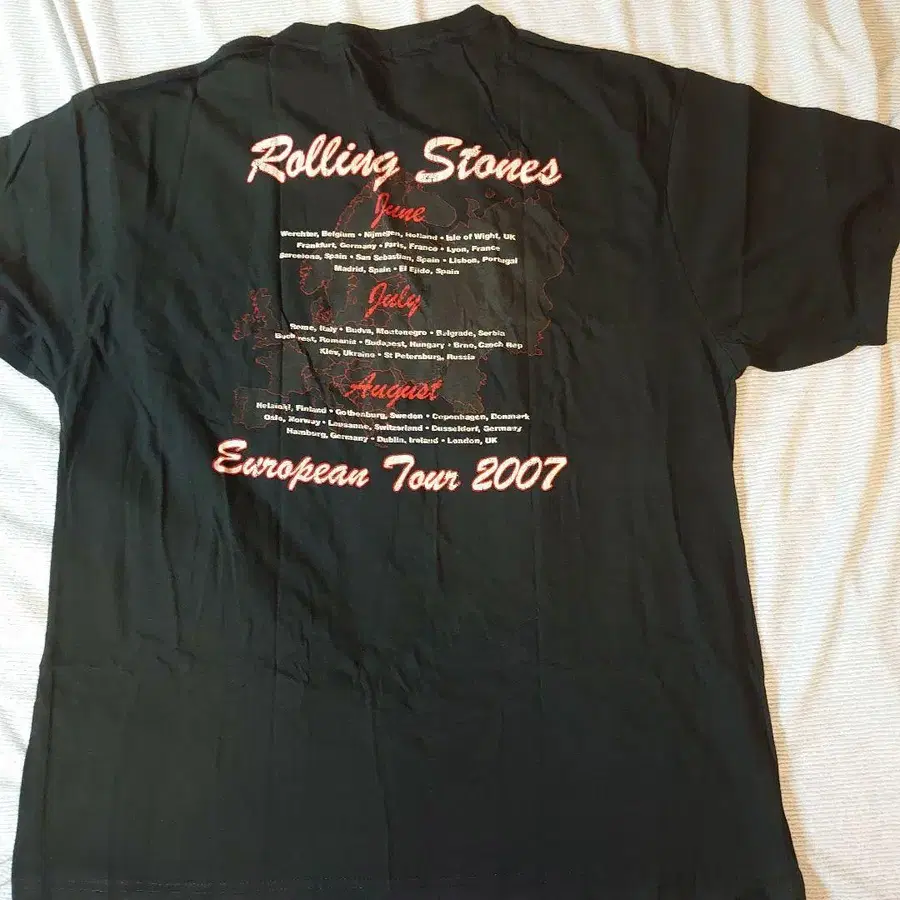 Rolling Stones
June
Werchter, Belgium • Nijmegen, Holland • Isle of Wight, UK
Frankfurt, Germany • Paris, France • Lyon, France
Barcelona, Spain • San Sebastian, Spain • Lisbon, Portugal
Madrid, Spain • El Ejido, Spain
July
Rome, Italy • Budva, Montenegro • Belgrade, Serbia
Bucharest, Romania • Budapest, Hungary • Brno, Czech Rep
Kiev, Ukraine • St Petersburg, Russia
August
Helsinki, Finland • Gothenburg, Sweden • Copenhagen, Denmark
Oslo, Norway • Lausanne, Switzerland • Dusseldorf, Germany
Hamburg, Germany • Dublin, Ireland • London, UK
European Tour 2007